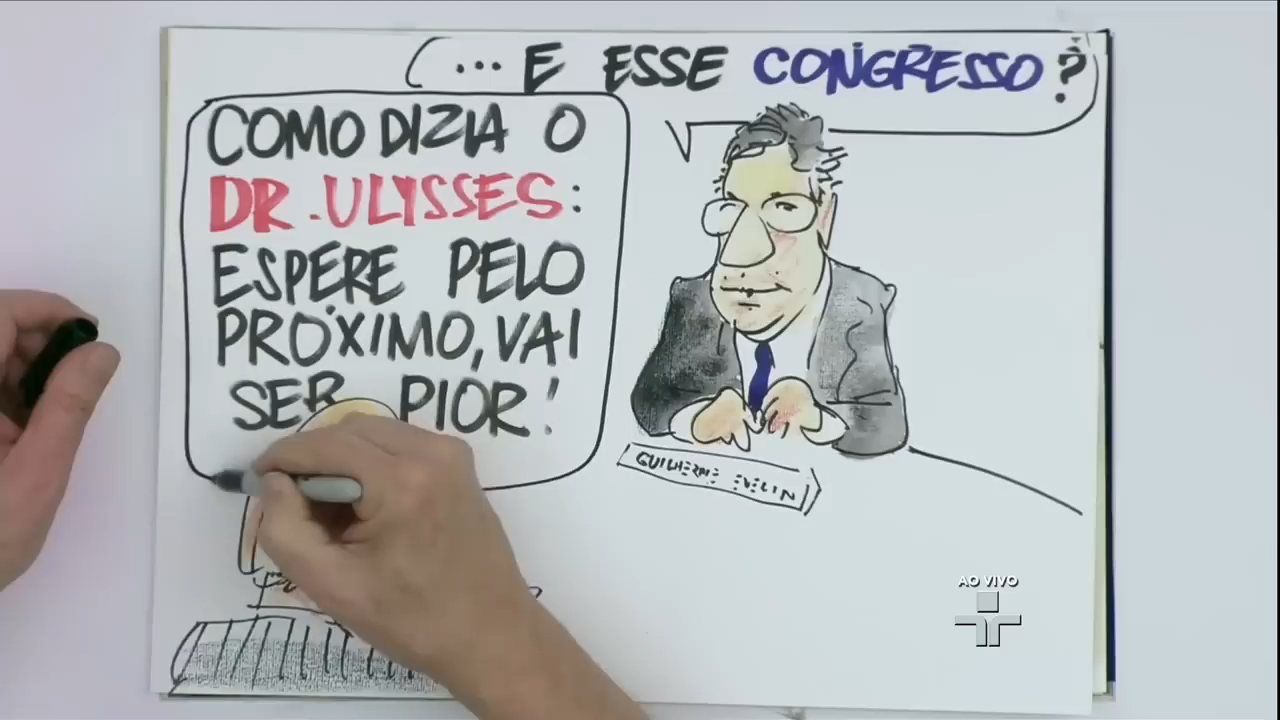 ... E ESSE CONGRESSO?
COMO DIZIA O
DR. ULYSSES:
ESPERE PELO
PRÓXIMO, VAI
SER PIOR!
GUILHERME EVELIN
AO VIVO